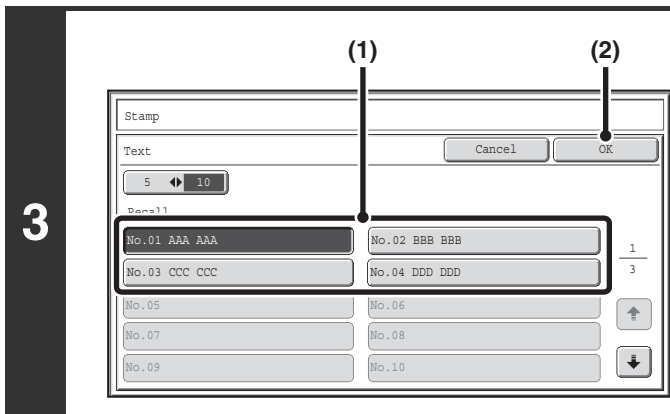 (1) (2)
Stamp
Text Cancel OK
5 10
Recall
3
No.01 AAA AAA No.02 BBB BBB
1
No.03 CCC CCC No.04 DDD DDD
3
No.05 No.06
No.07 No.08
No.09 No.10